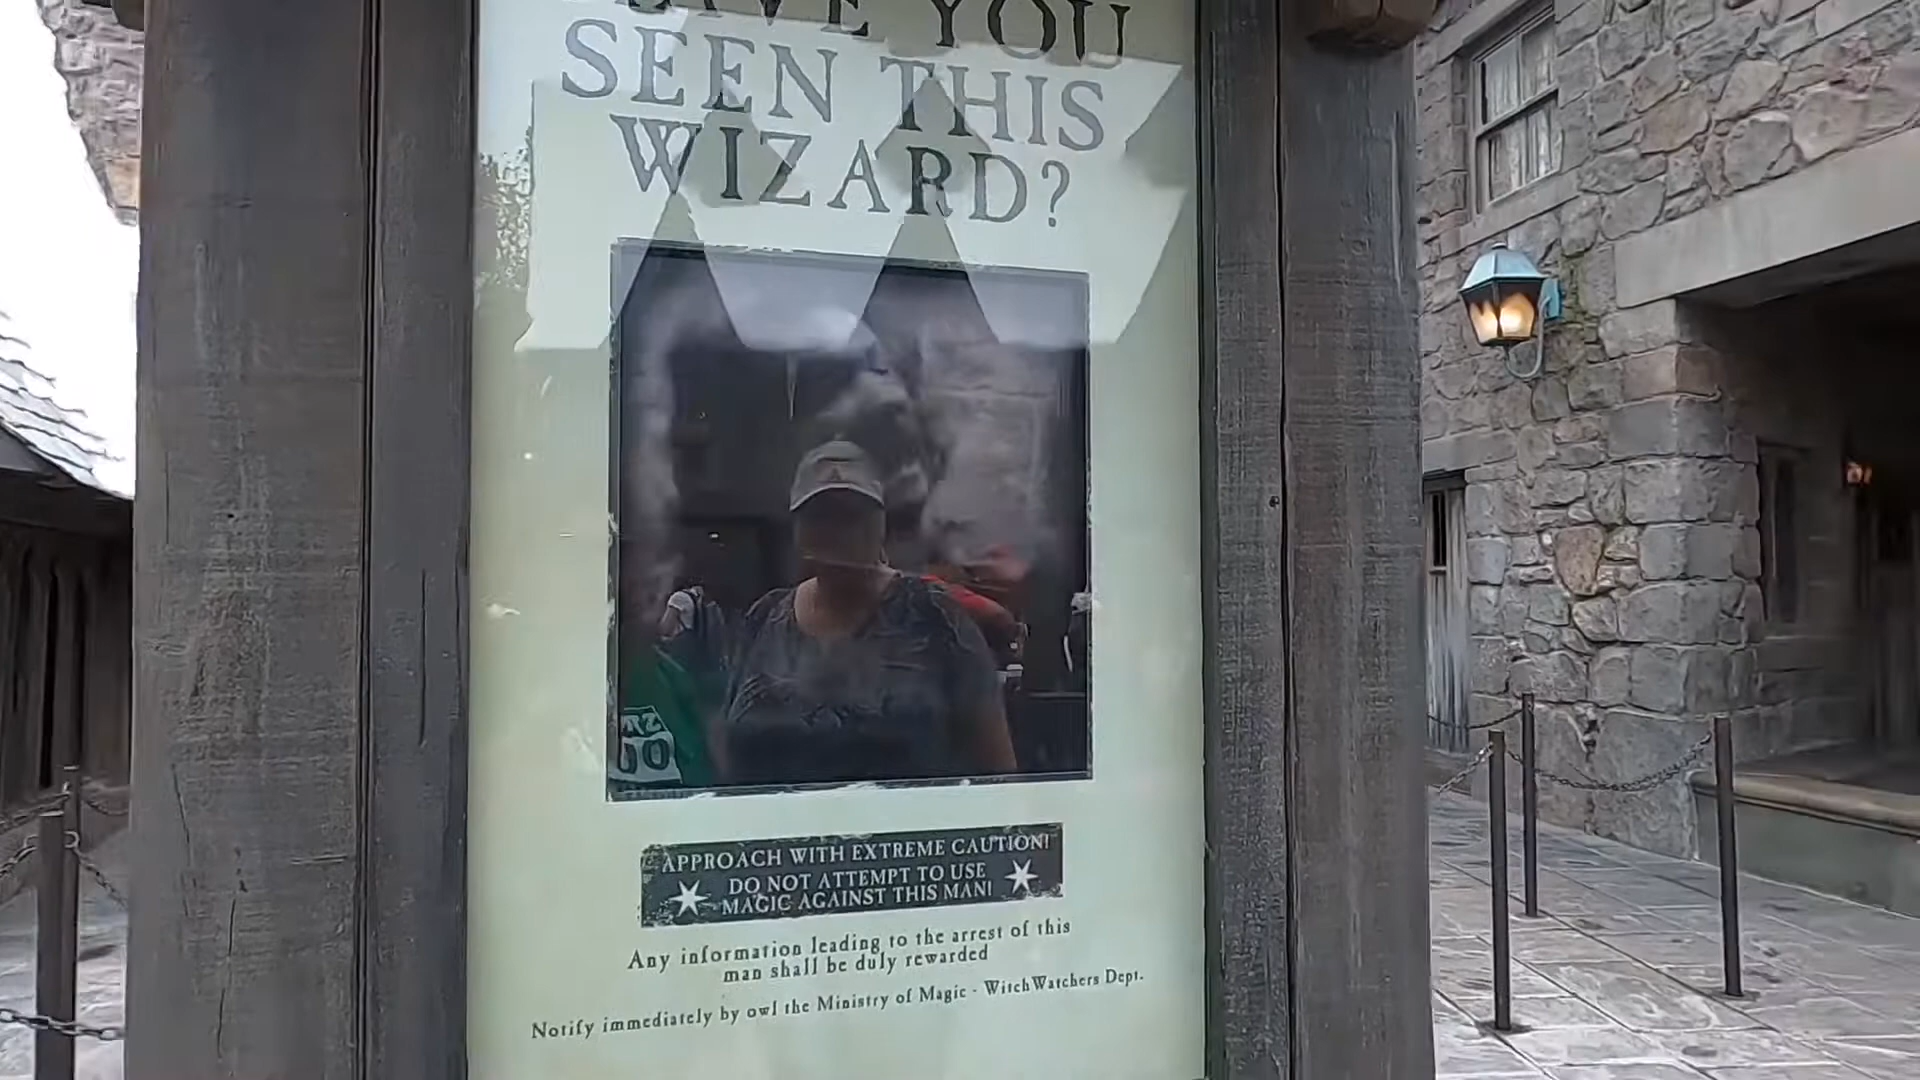 HAVE YOU
SEEN THIS
WIZARD?
APPROACH WITH EXTREME CAUTION!
DO NOT ATTEMPT TO USE
MAGIC AGAINST THIS MAN!
Any information leading to the arrest of this
man shall be duly rewarded
Notify immediately by owl the Ministry of Magic - WitchWatchers Dept.